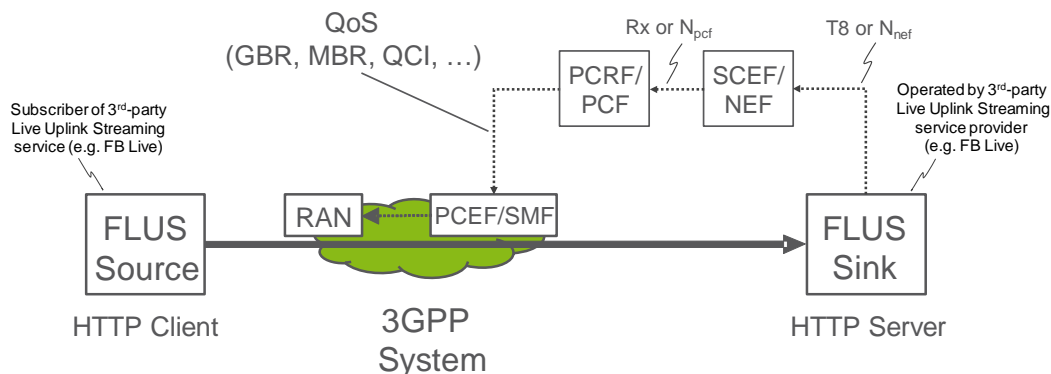 QoS
(GBR, MBR, QCI, …)
Rx or Npcf
T8 or Nnef
PCRF/
PCF
SCEF/
NEF
Subscriber of 3rd-party
Live Uplink Streaming
service (e.g. FB Live)
Operated by 3rd-party
Live Uplink Streaming
service provider
(e.g. FB Live)
FLUS
Source
RAN
PCEF/SMF
FLUS
Sink
HTTP Client
3GPP
System
HTTP Server